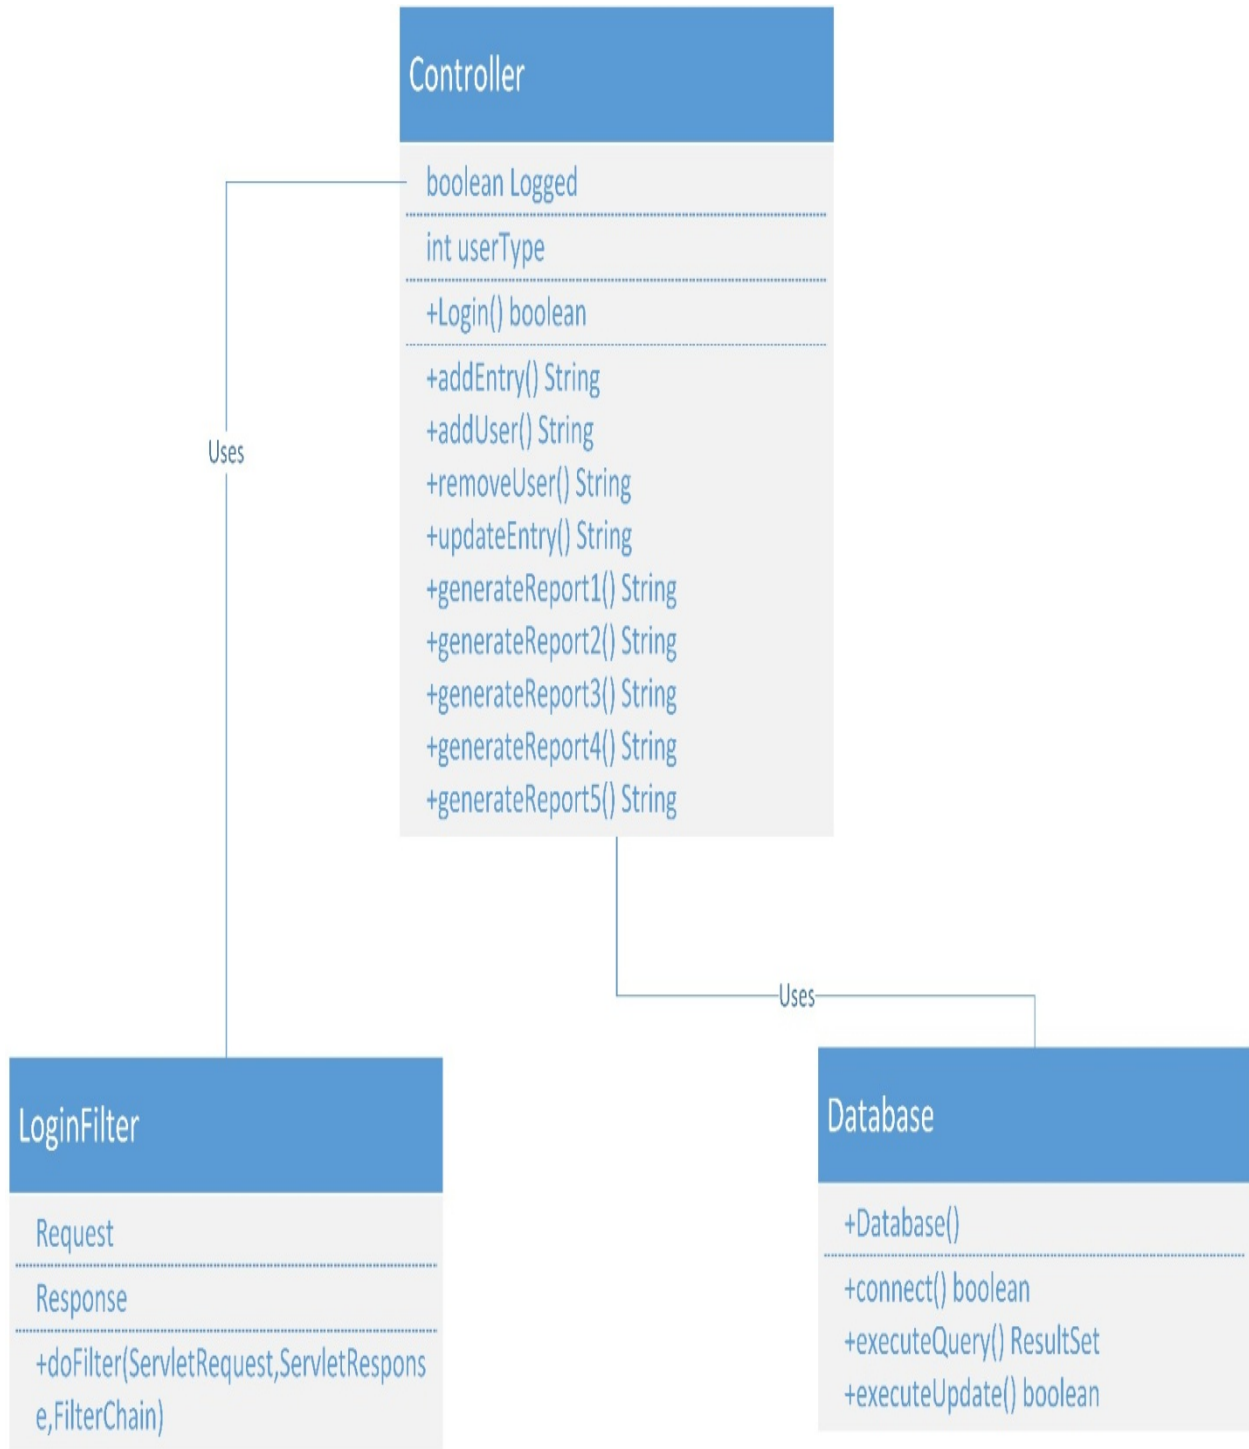 Controller
boolean Logged
int userType
+Login() boolean
+addEntry() String
+addUser() String
+removeUser() String
+updateEntry() String
+generateReport1() String
+generateReport2() String
+generateReport3() String
+generateReport4() String
+generateReport5() String
Uses
Uses
LoginFilter
Request
Response
+doFilter(ServletRequest,ServletRespons
e,FilterChain)
Database
+Database()
+connect() boolean
+executeQuery() ResultSet
+executeUpdate() boolean